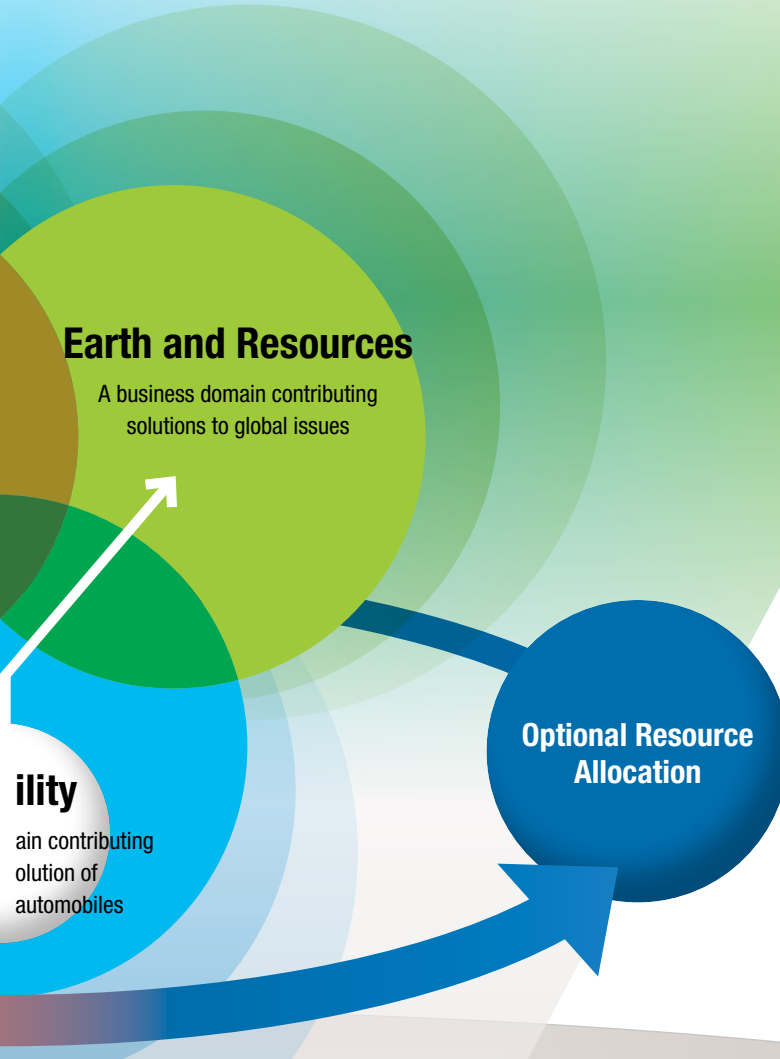 Earth and Resources
A business domain contributing
solutions to global issues
Optional Resource
Allocation
ility
ain contributing
olution of
automobiles